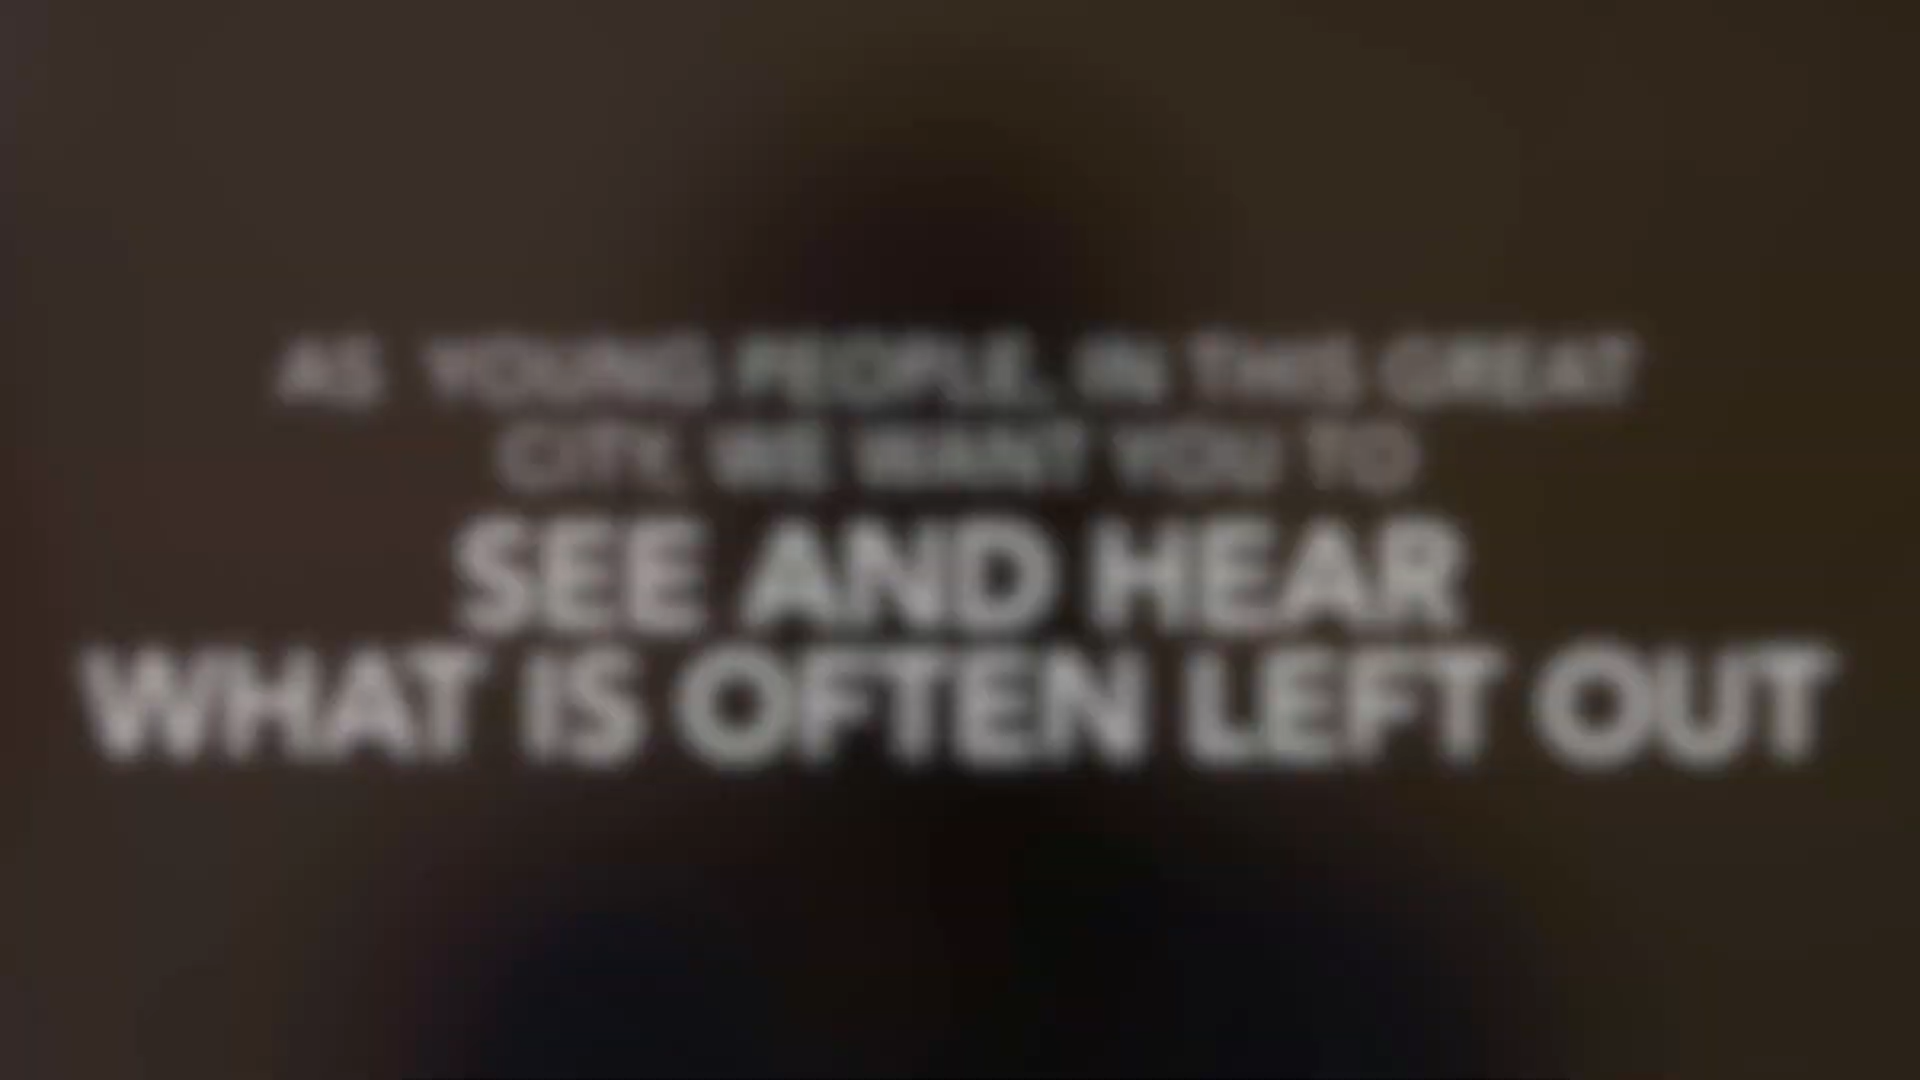 AS YOUNG PEOPLE, IN THIS GREAT
CITY, WE WANT YOU TO
SEE AND HEAR
WHAT IS OFTEN LEFT OUT